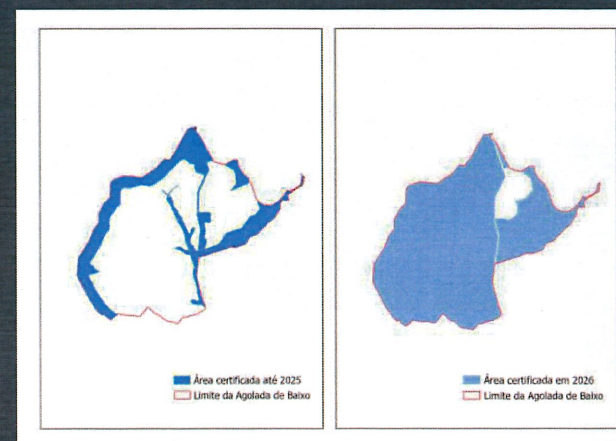 Área certificada até 2025
Limite da Agolada de Baixo
Área certificada em 2026
Limite da Agolada de Baixo